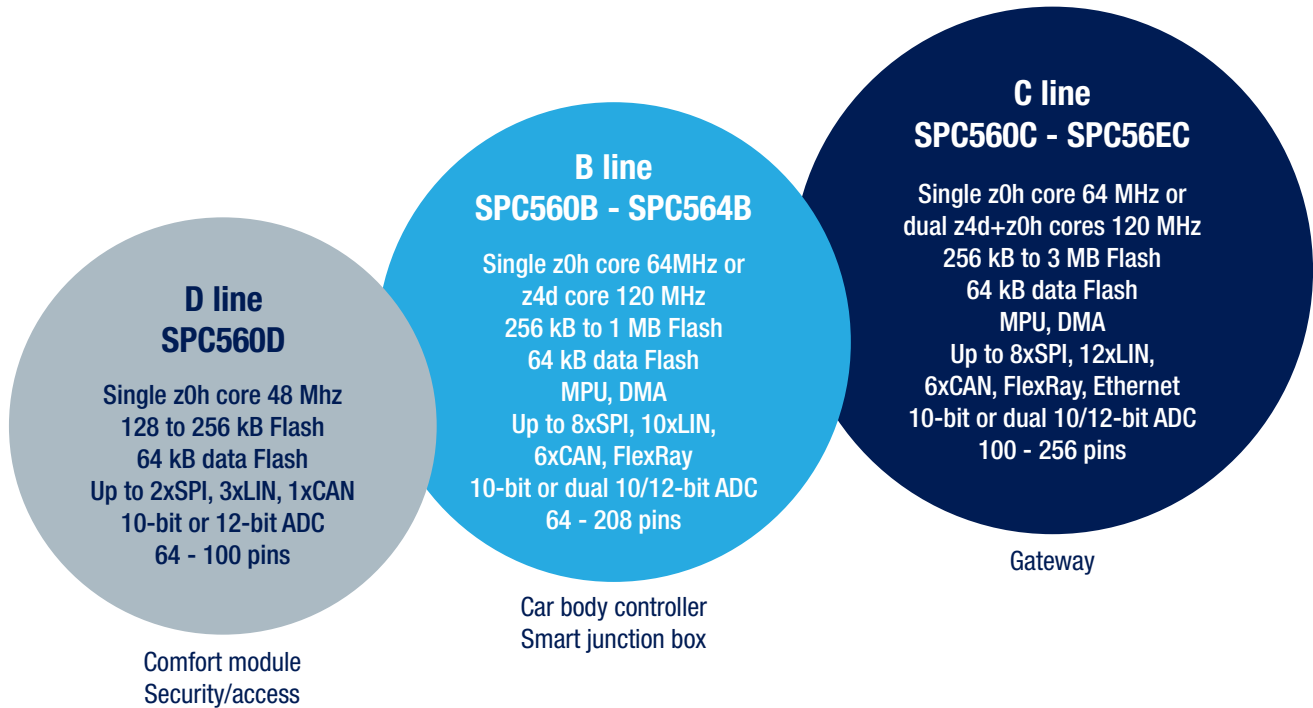 D line
SPC560D
Single z0h core 48 Mhz
128 to 256 kB Flash
64 kB data Flash
Up to 2xSPI, 3xLIN, 1xCAN
10-bit or 12-bit ADC
64 - 100 pins
Comfort module
Security/access
B line
SPC560B - SPC564B
Single z0h core 64MHz or
z4d core 120 MHz
256 kB to 1 MB Flash
64 kB data Flash
MPU, DMA
Up to 8xSPI, 10xLIN,
6xCAN, FlexRay
10-bit or dual 10/12-bit ADC
64 - 208 pins
Car body controller
Smart junction box
C line
SPC560C - SPC56EC
Single z0h core 64 MHz or
dual z4d+z0h cores 120 MHz
256 kB to 3 MB Flash
64 kB data Flash
MPU, DMA
Up to 8xSPI, 12xLIN,
6xCAN, FlexRay, Ethernet
10-bit or dual 10/12-bit ADC
100 - 256 pins
Gateway